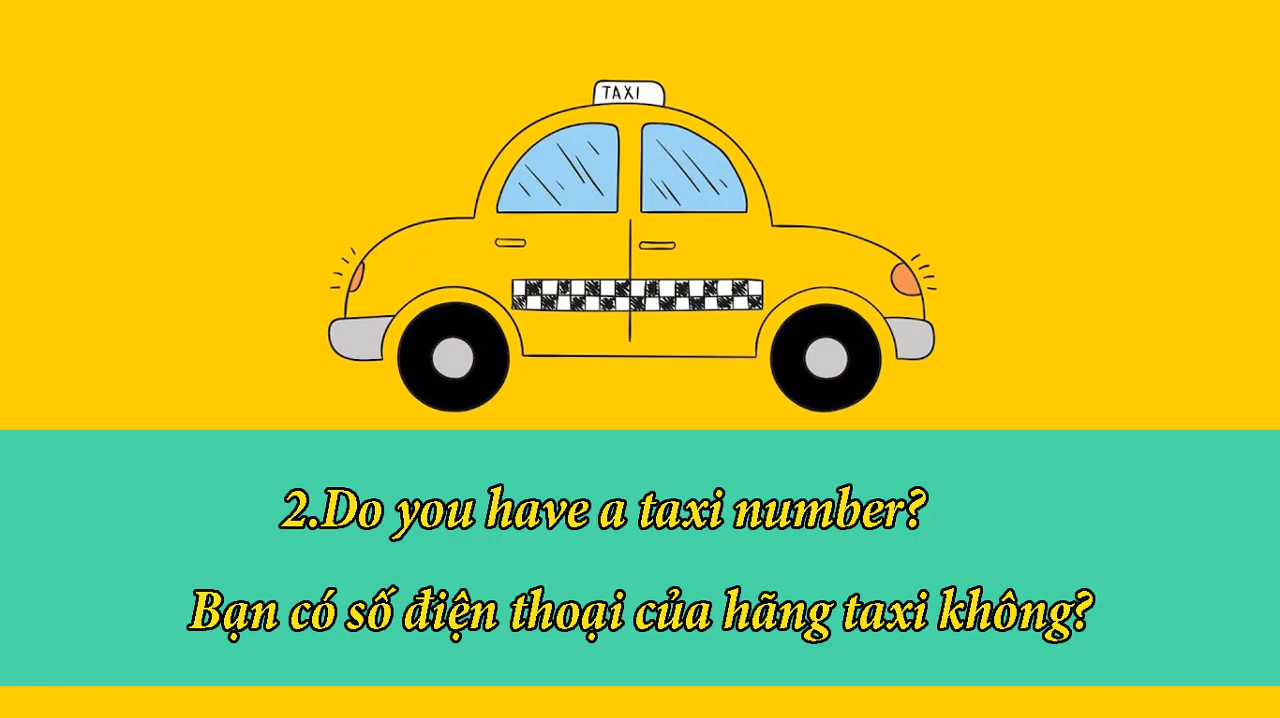 TAXI
2.Do you have a taxi number?
Bạn có số điện thoại của hãng taxi không?